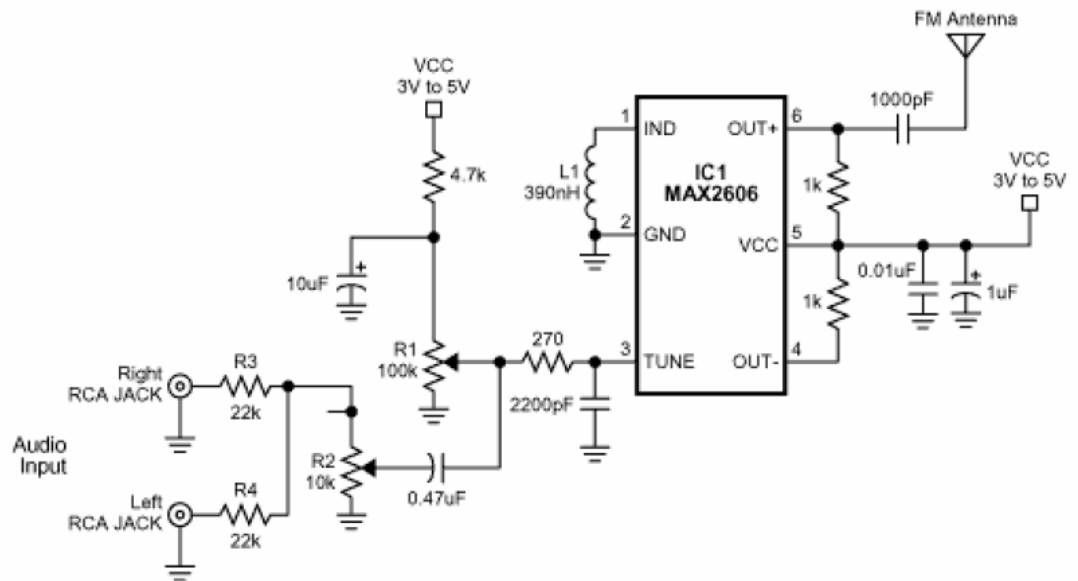 FM Antenna
VCC
3V to 5V
1000pF
1
6
IND
OUT+
4.7k
L1
390nH
IC1
MAX2606
1k
VCC
3V to 5V
2
GND
VCC
5
10uF
+
0.01uF
+
1uF
1k
270
R1
100k
3
TUNE
OUT-
4
2200pF
Right
RCA JACK
R3
22k
Audio
Input
R2
10k
0.47uF
Left
RCA JACK
R4
22k